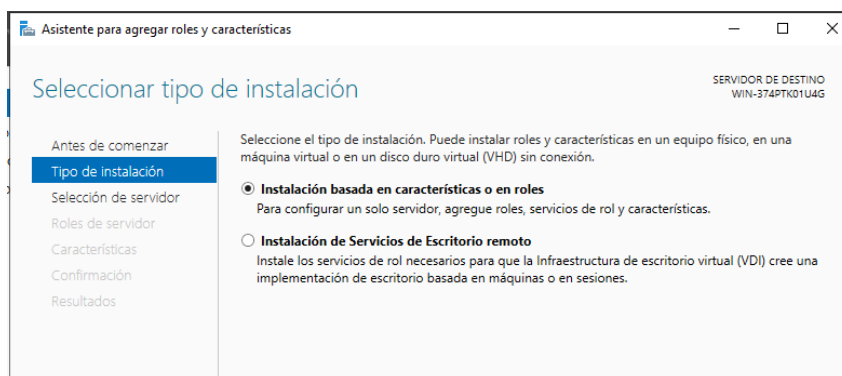 Asistente para agregar roles y características
Seleccionar tipo de instalación
SERVIDOR DE DESTINO
WIN-374PTK01U4G
Antes de comenzar
Tipo de instalación
Selección de servidor
Roles de servidor
Características
Confirmación
Resultados
Seleccione el tipo de instalación. Puede instalar roles y características en un equipo físico, en una
máquina virtual o en un disco duro virtual (VHD) sin conexión.
Instalación basada en características o en roles
Para configurar un solo servidor, agregue roles, servicios de rol y características.
Instalación de Servicios de Escritorio remoto
Instale los servicios de rol necesarios para que la Infraestructura de escritorio virtual (VDI) cree una
implementación de escritorio basada en máquinas o en sesiones.